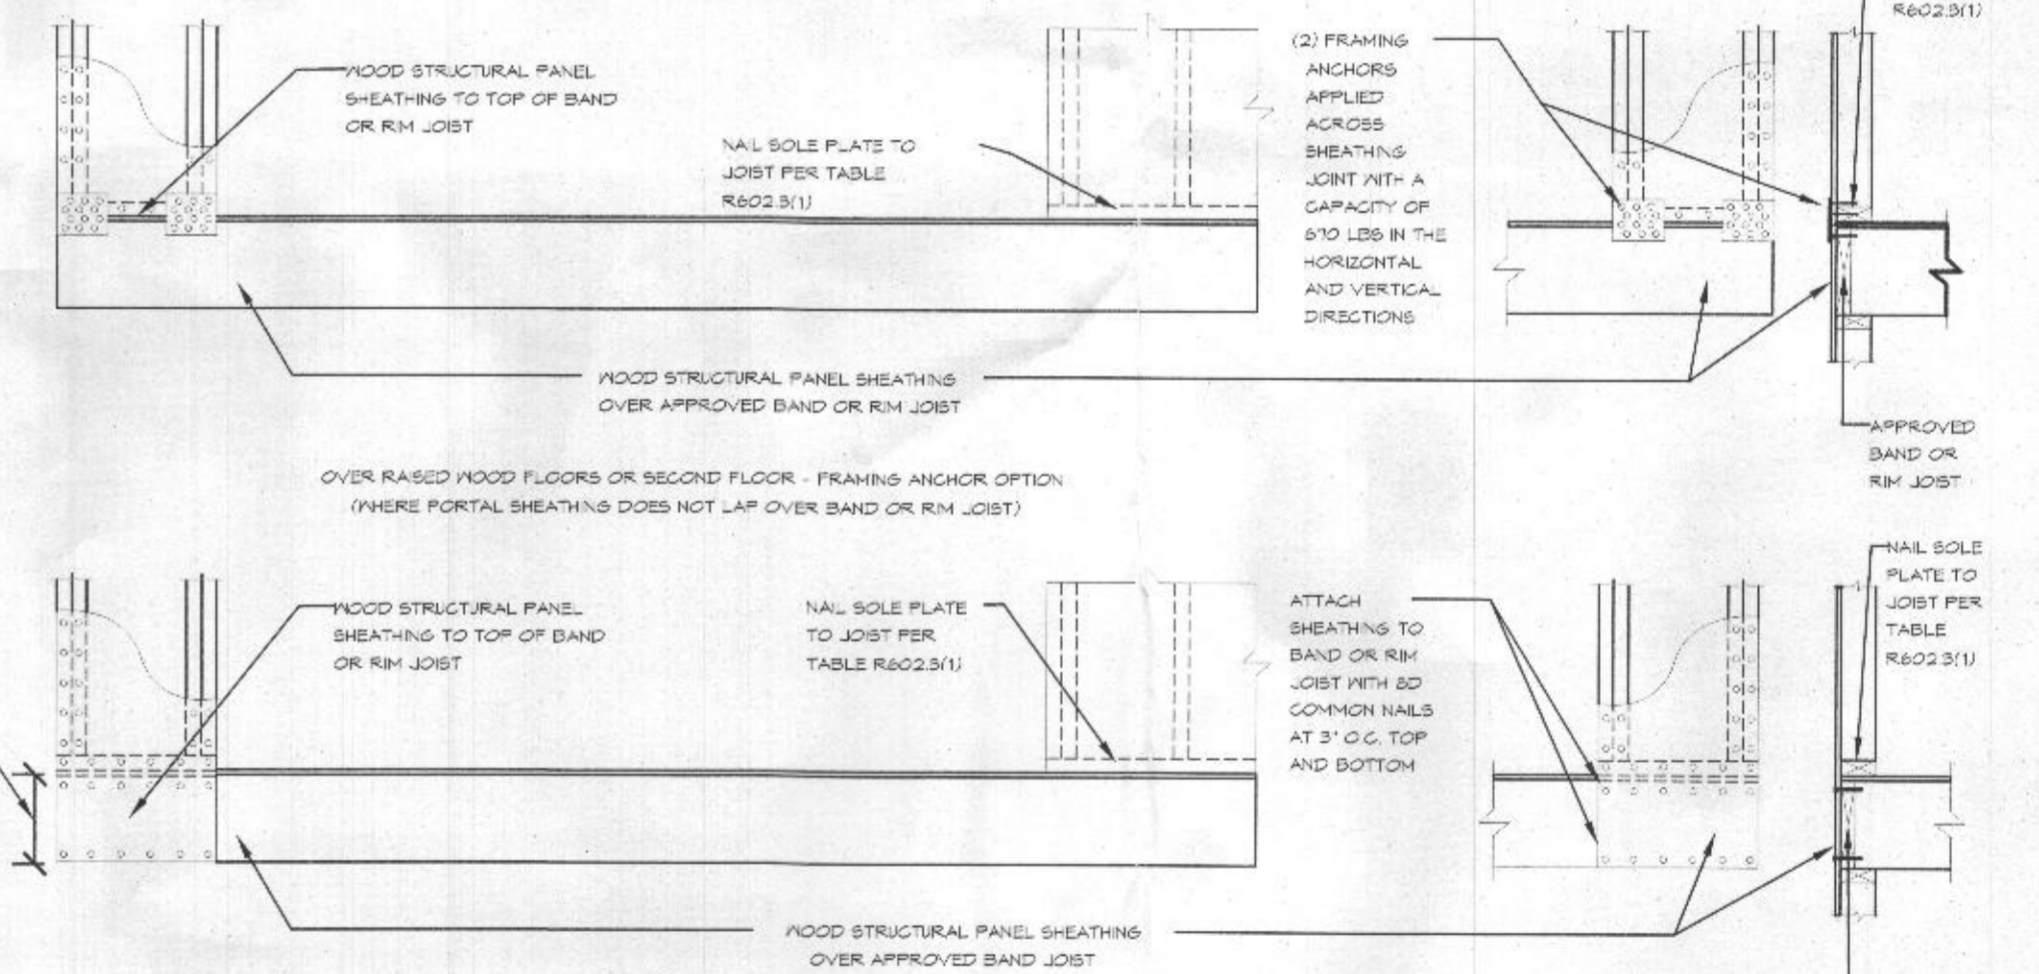 R602.3(1)
WOOD STRUCTURAL PANEL
SHEATHING TO TOP OF BAND
OR RIM JOIST
NAIL SOLE PLATE TO
JOIST PER TABLE
R602.3(1)
(2) FRAMING
ANCHORS
APPLIED
ACROSS
SHEATHING
JOINT WITH A
CAPACITY OF
670 LBS IN THE
HORIZONTAL
AND VERTICAL
DIRECTIONS
WOOD STRUCTURAL PANEL SHEATHING
OVER APPROVED BAND OR RIM JOIST
APPROVED
BAND OR
RIM JOIST
OVER RAISED WOOD FLOORS OR SECOND FLOOR - FRAMING ANCHOR OPTION
(WHERE PORTAL SHEATHING DOES NOT LAP OVER BAND OR RIM JOIST)
WOOD STRUCTURAL PANEL
SHEATHING TO TOP OF BAND
OR RIM JOIST
NAIL SOLE PLATE
TO JOIST PER
TABLE R602.3(1)
ATTACH
SHEATHING TO
BAND OR RIM
JOIST WITH 8D
COMMON NAILS
AT 3" O.C. TOP
AND BOTTOM
NAIL SOLE
PLATE TO
JOIST PER
TABLE
R602.3(1)
WOOD STRUCTURAL PANEL SHEATHING
OVER APPROVED BAND JOIST